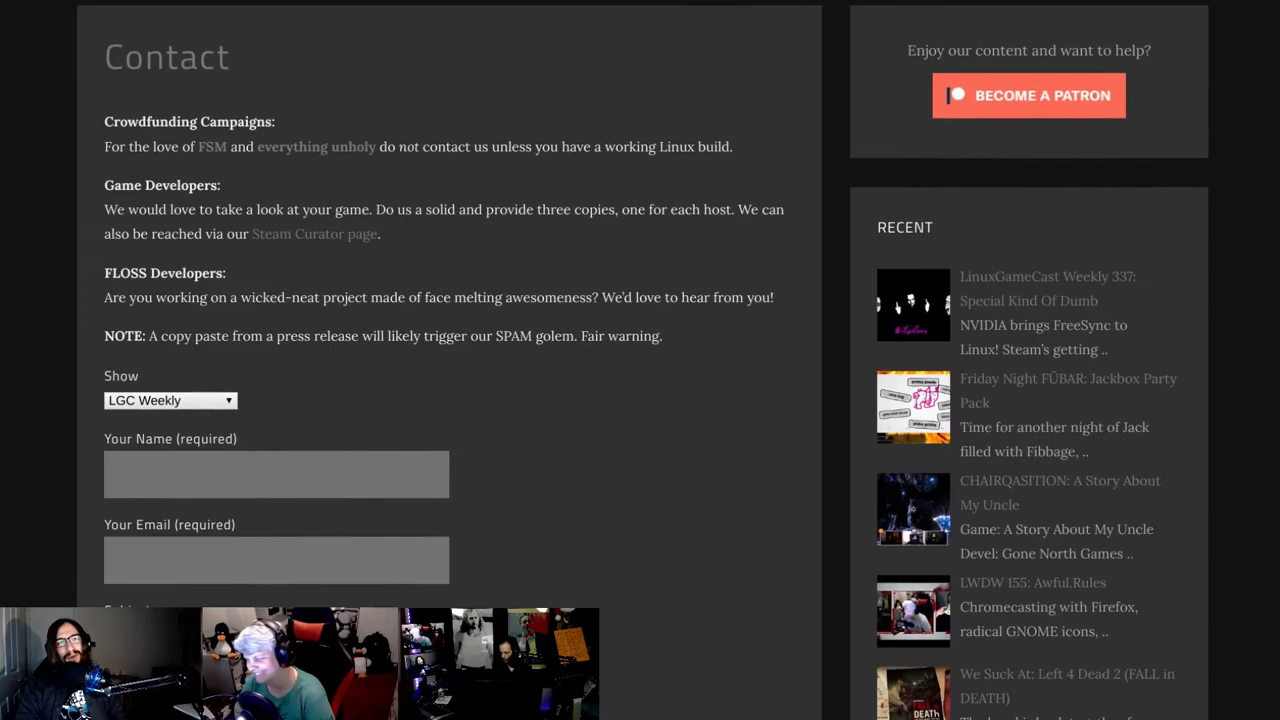 Contact
Crowdfunding Campaigns:
For the love of FSM and everything unholy do not contact us unless you have a working Linux build.
Game Developers:
We would love to take a look at your game. Do us a solid and provide three copies, one for each host. We can
also be reached via our Steam Curator page.
FLOSS Developers:
Are you working on a wicked-neat project made of face melting awesomeness? We'd love to hear from you!
NOTE: A copy paste from a press release will likely trigger our SPAM golem. Fair warning.
Show
LGC Weekly
Your Name (required)
Your Email (required)
Enjoy our content and want to help?
BECOME A PATRON
RECENT
LinuxGameCast Weekly 337:
Special Kind Of Dumb
NVIDIA brings FreeSync to
Linux! Steam's getting ..
Friday Night FÜBAR: Jackbox Party
Pack
Time for another night of Jack
filled with Fibbage, ..
CHAIRQASITION: A Story About
My Uncle
Game: A Story About My Uncle
Devel: Gone North Games ..
LWDW 155: Awful.Rules
Chromecasting with Firefox,
radical GNOME icons, ..
We Suck At: Left 4 Dead 2 (FALL in
DEATH)